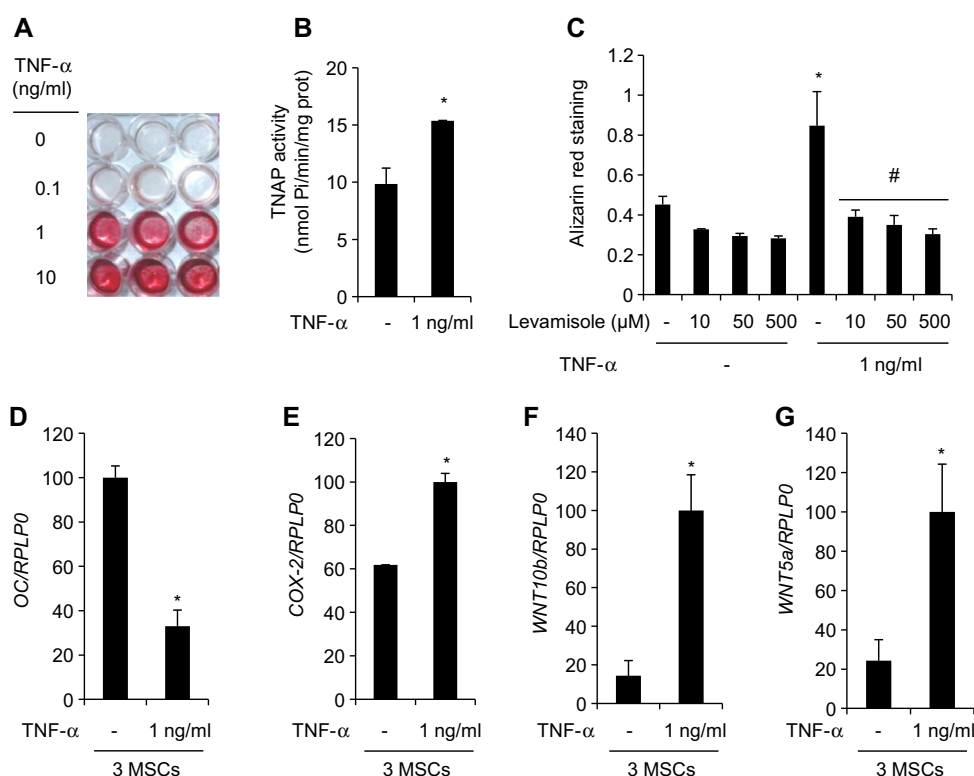 A
TNF-α
(ng/ml)
0
0.1
1
10
B
TNAP activity
(nmol Pi/min/mg prot)
20
15
10
5
0
*
TNF-α - 1 ng/ml
C
Alizarin red staining
1.2
1
0.8
0.6
0.4
0.2
0
*
#
Levamisole (μM) - 10 50 500 - 10 50 500
TNF-α - 1 ng/ml
D
OC/RPLP0
120
100
80
60
40
20
0
*
TNF-α - 1 ng/ml
3 MSCs
E
COX-2/RPLP0
120
100
80
60
40
20
0
*
TNF-α - 1 ng/ml
3 MSCs
F
WNT10b/RPLP0
140
120
100
80
60
40
20
0
*
TNF-α - 1 ng/ml
3 MSCs
G
WNT5a/RPLP0
140
120
100
80
60
40
20
0
*
TNF-α - 1 ng/ml
3 MSCs